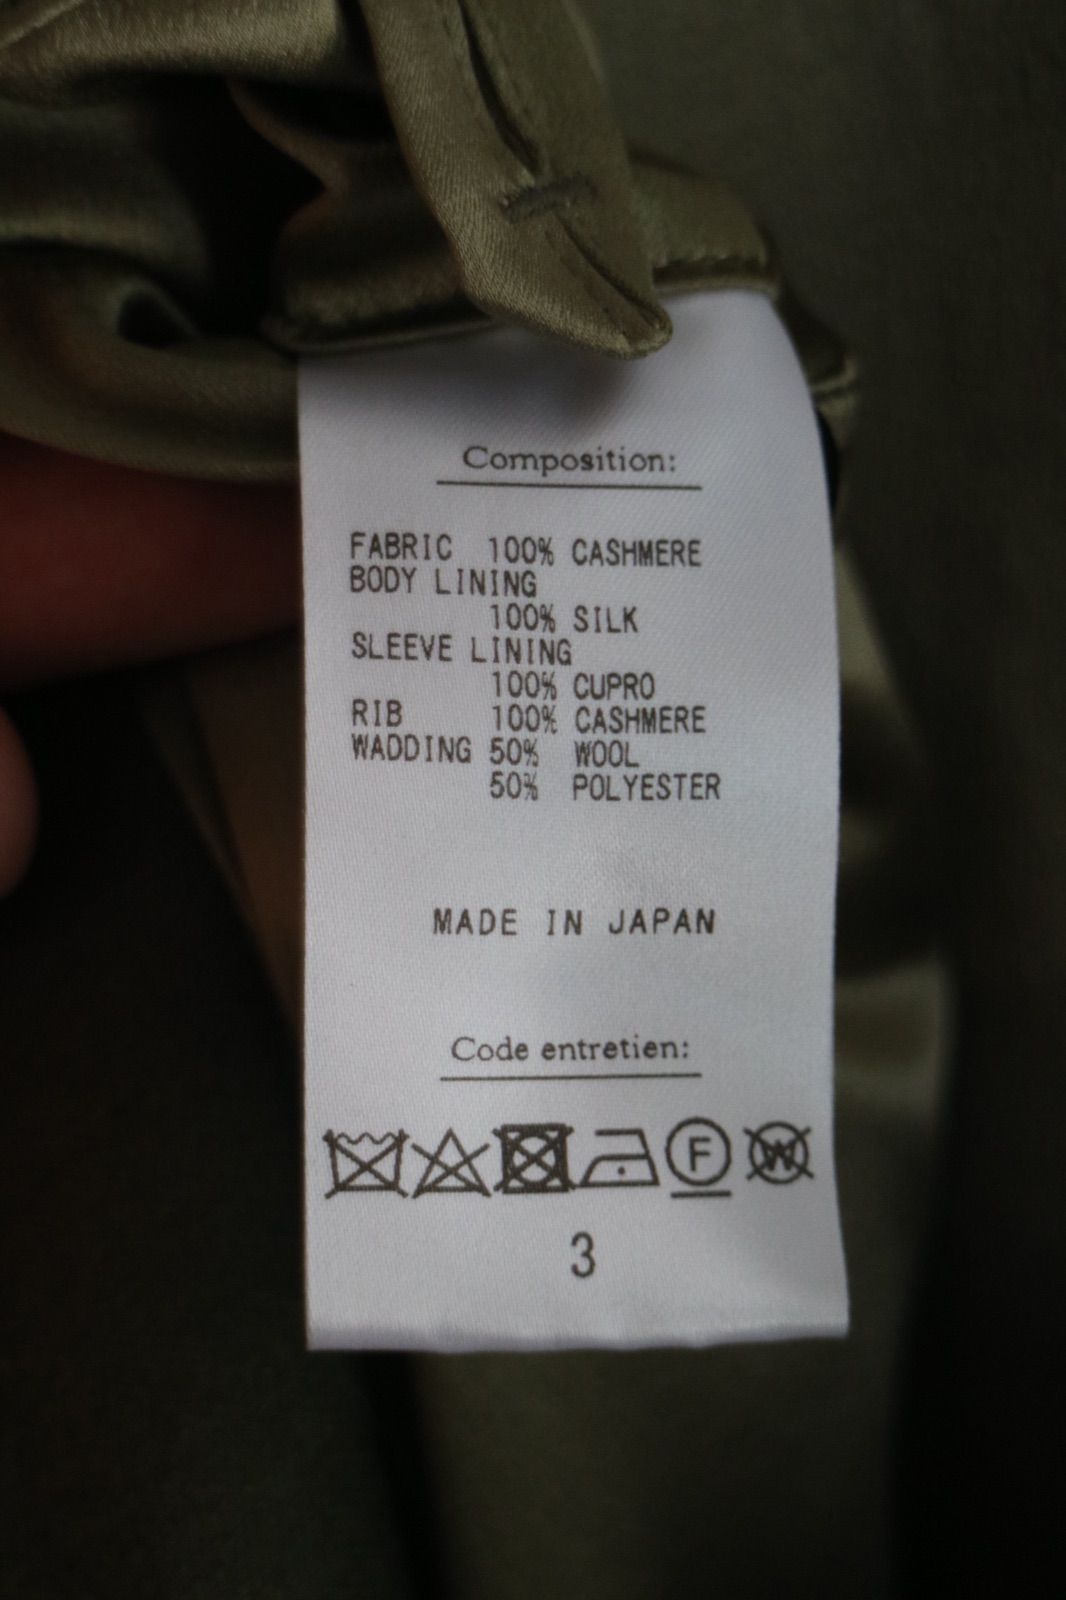 Composition:
FABRIC 100% CASHMERE
BODY LINING
100% SILK
SLEEVE LINING
100% CUPRO
RIB 100% CASHMERE
WADDING 50% WOOL
50% POLYESTER
MADE IN JAPAN
Code entretien:
F W
3